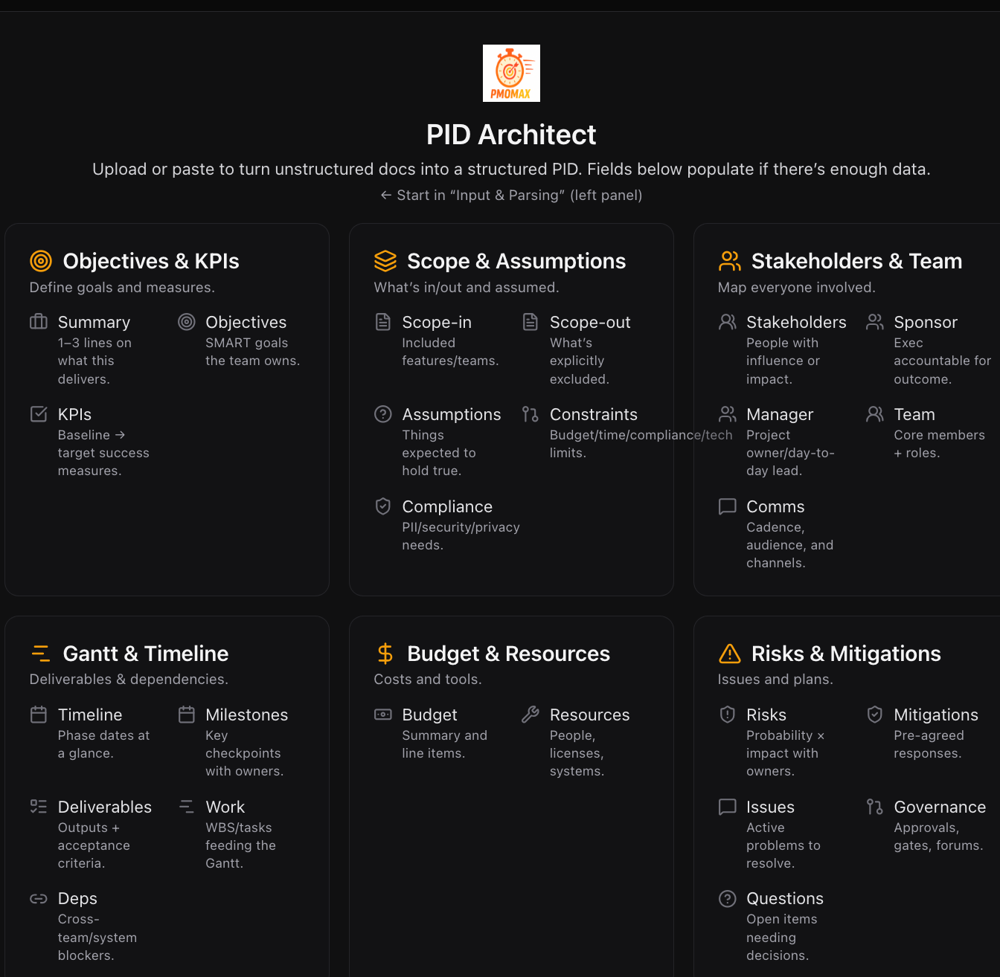 PMOMAX
PID Architect
Upload or paste to turn unstructured docs into a structured PID. Fields below populate if there’s enough data.
← Start in “Input & Parsing” (left panel)
Objectives & KPIs
Define goals and measures.
Summary
1–3 lines on
what this
delivers.
Objectives
SMART goals
the team owns.
KPIs
Baseline →
target success
measures.
Scope & Assumptions
What’s in/out and assumed.
Scope-in
Included
features/teams.
Scope-out
What’s
explicitly
excluded.
Assumptions
Things
expected to
hold true.
Constraints
Budget/time/compliance/tech
limits.
Compliance
PII/security/privacy
needs.
Stakeholders & Team
Map everyone involved.
Stakeholders
People with
influence or
impact.
Sponsor
Exec
accountable for
outcome.
Manager
Project
owner/day-to-
day lead.
Team
Core members
+ roles.
Comms
Cadence,
audience, and
channels.
Gantt & Timeline
Deliverables & dependencies.
Timeline
Phase dates at
a glance.
Milestones
Key
checkpoints
with owners.
Deliverables
Outputs +
acceptance
criteria.
Work
WBS/tasks
feeding the
Gantt.
Deps
Cross-
team/system
blockers.
Budget & Resources
Costs and tools.
Budget
Summary and
line items.
Resources
People,
licenses,
systems.
Risks & Mitigations
Issues and plans.
Risks
Probability ×
impact with
owners.
Mitigations
Pre-agreed
responses.
Issues
Active
problems to
resolve.
Governance
Approvals,
gates, forums.
Questions
Open items
needing
decisions.